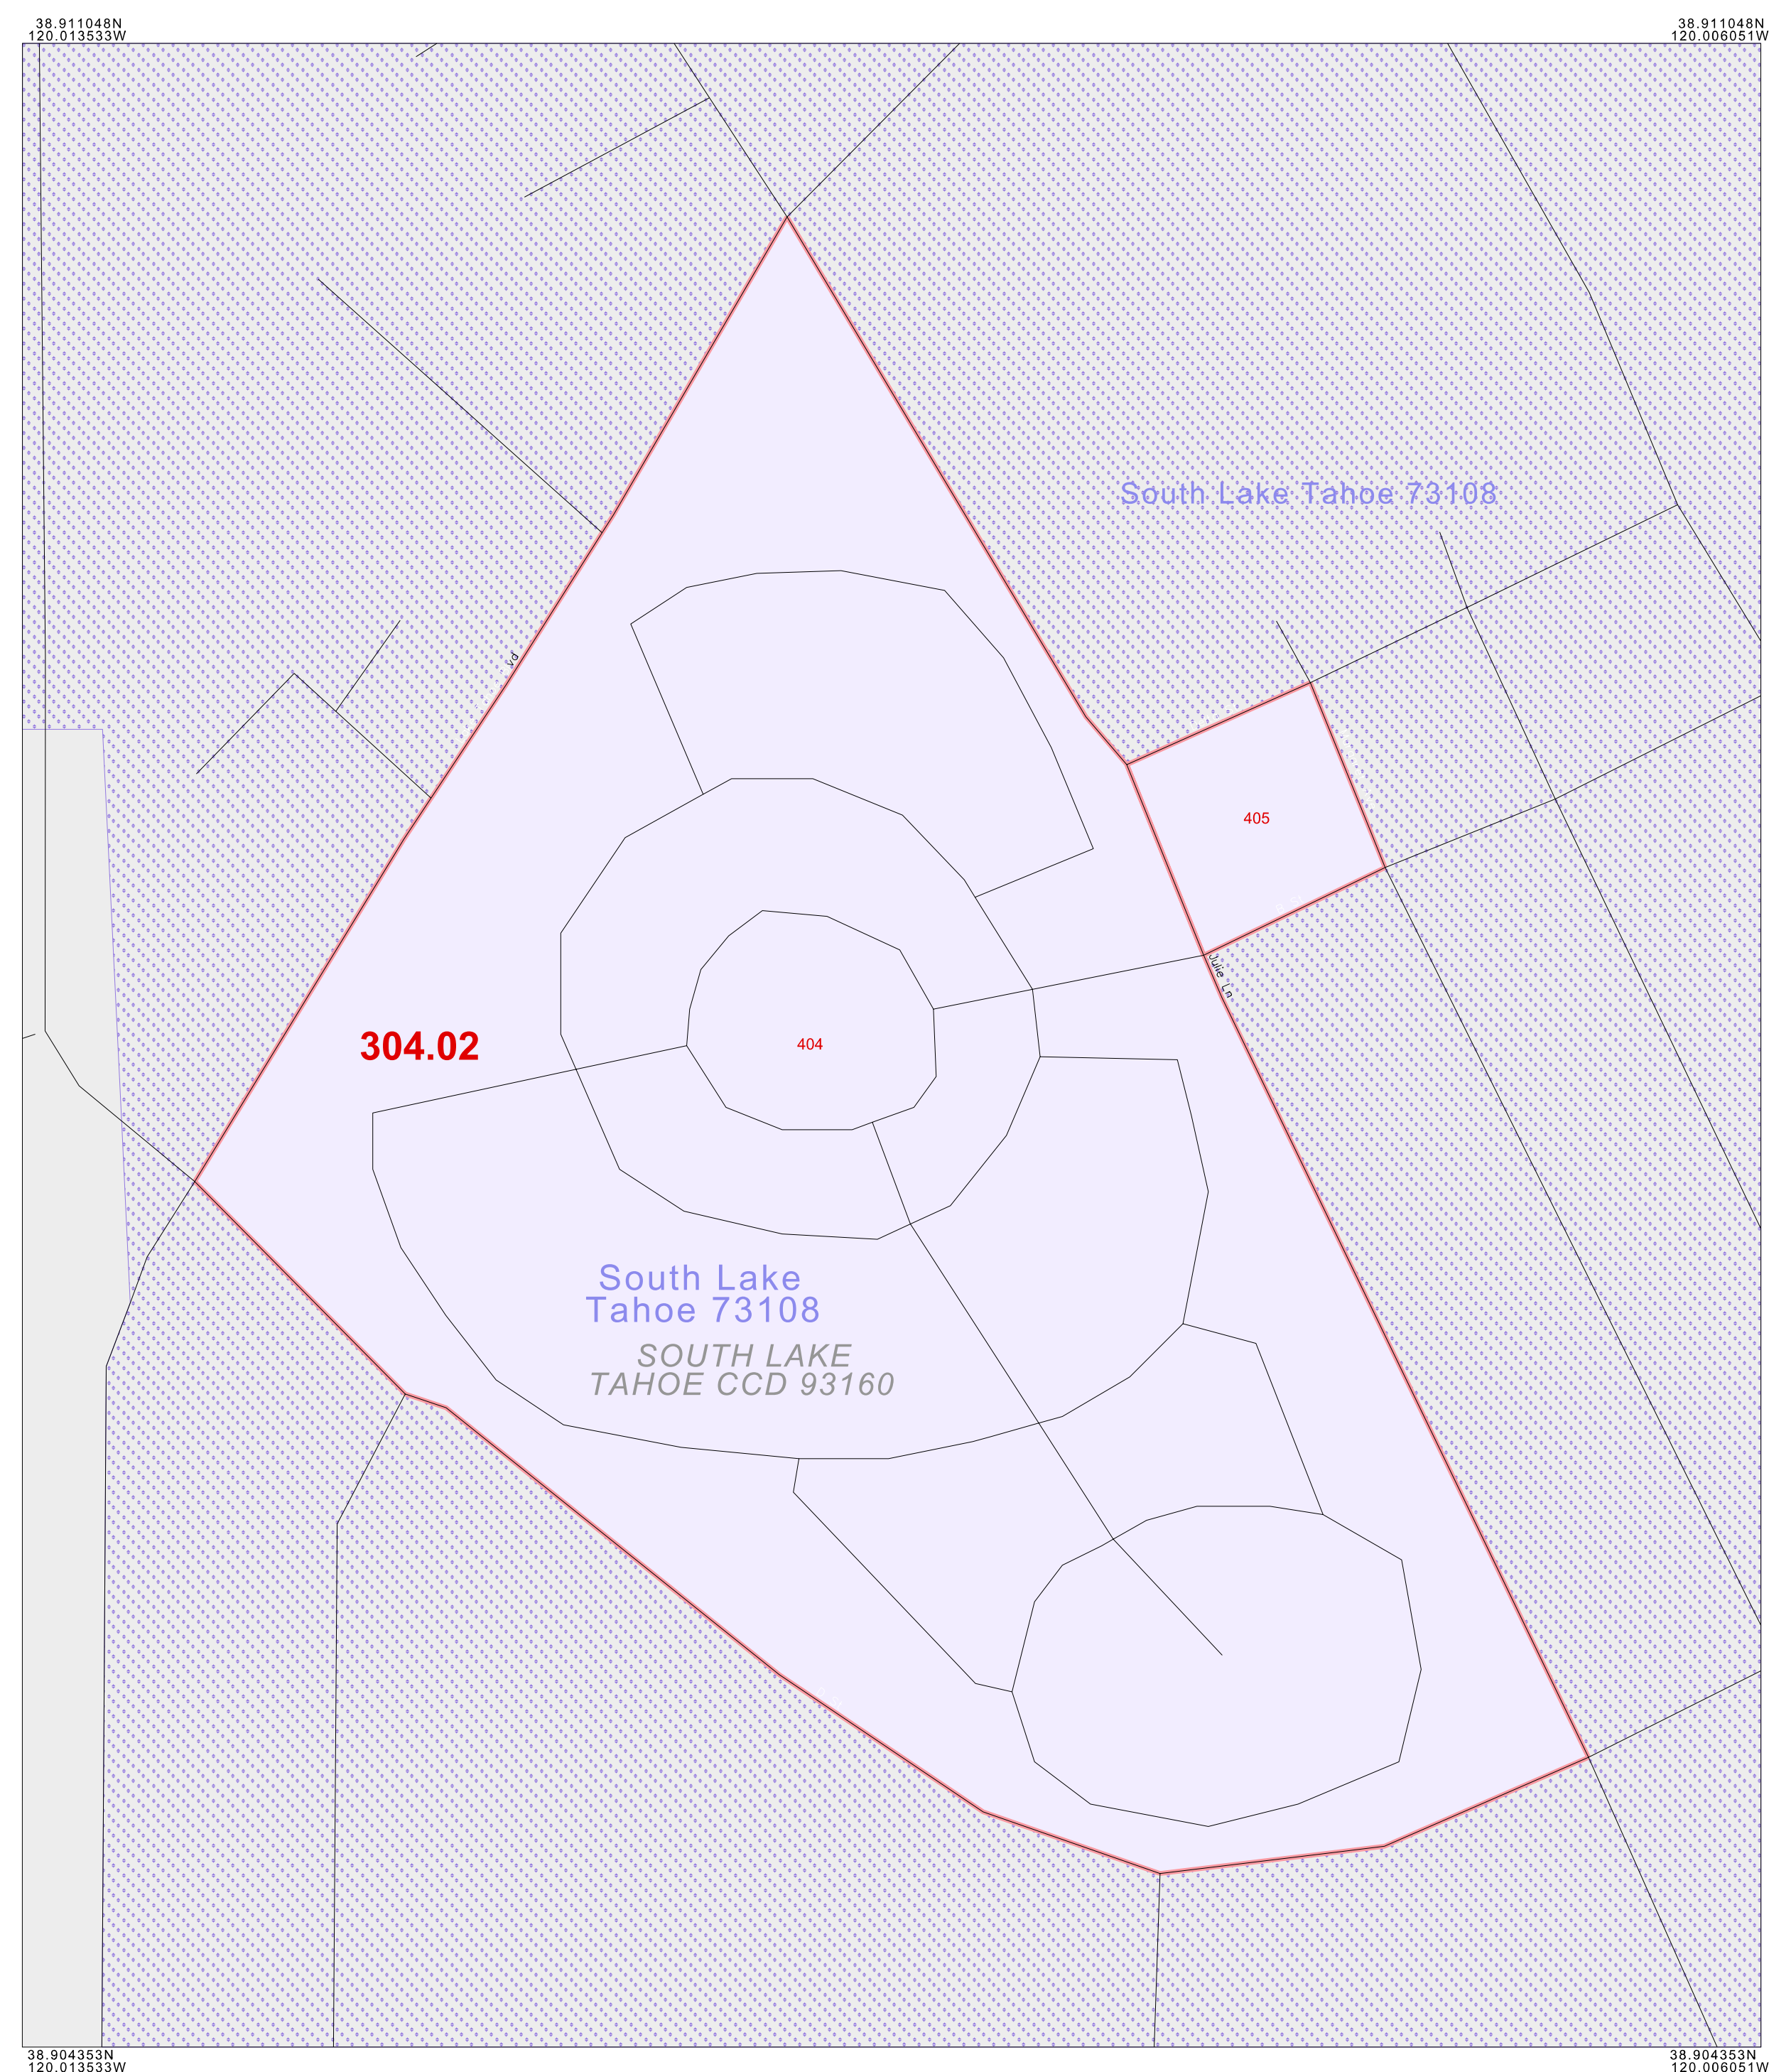 38.911048N
120.013533W
38.911048N
120.006051W
South Lake Tahoe 73108
vd
405
Julie Ln
304.02
404
South Lake
Tahoe 73108
SOUTH LAKE
TAHOE CCD 93160
38.904353N
120.013533W
38.904353N
120.006051W